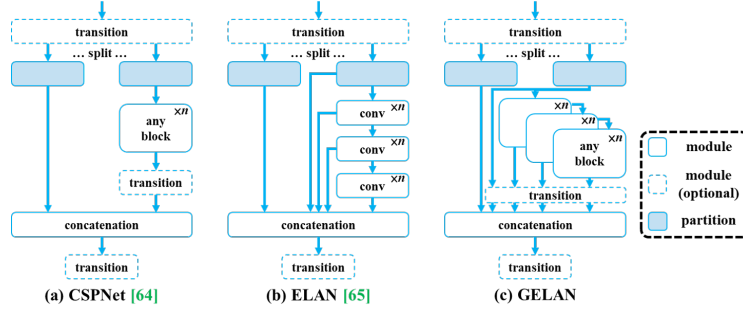 transition
... split ...
any
block
×n
transition
concatenation
transition
(a) CSPNet [64]
transition
... split ...
conv ×n
conv ×n
conv ×n
concatenation
transition
(b) ELAN [65]
transition
... split ...
×n
×n
×n
any
block
transition
concatenation
transition
(c) GELAN
module
module
(optional)
partition